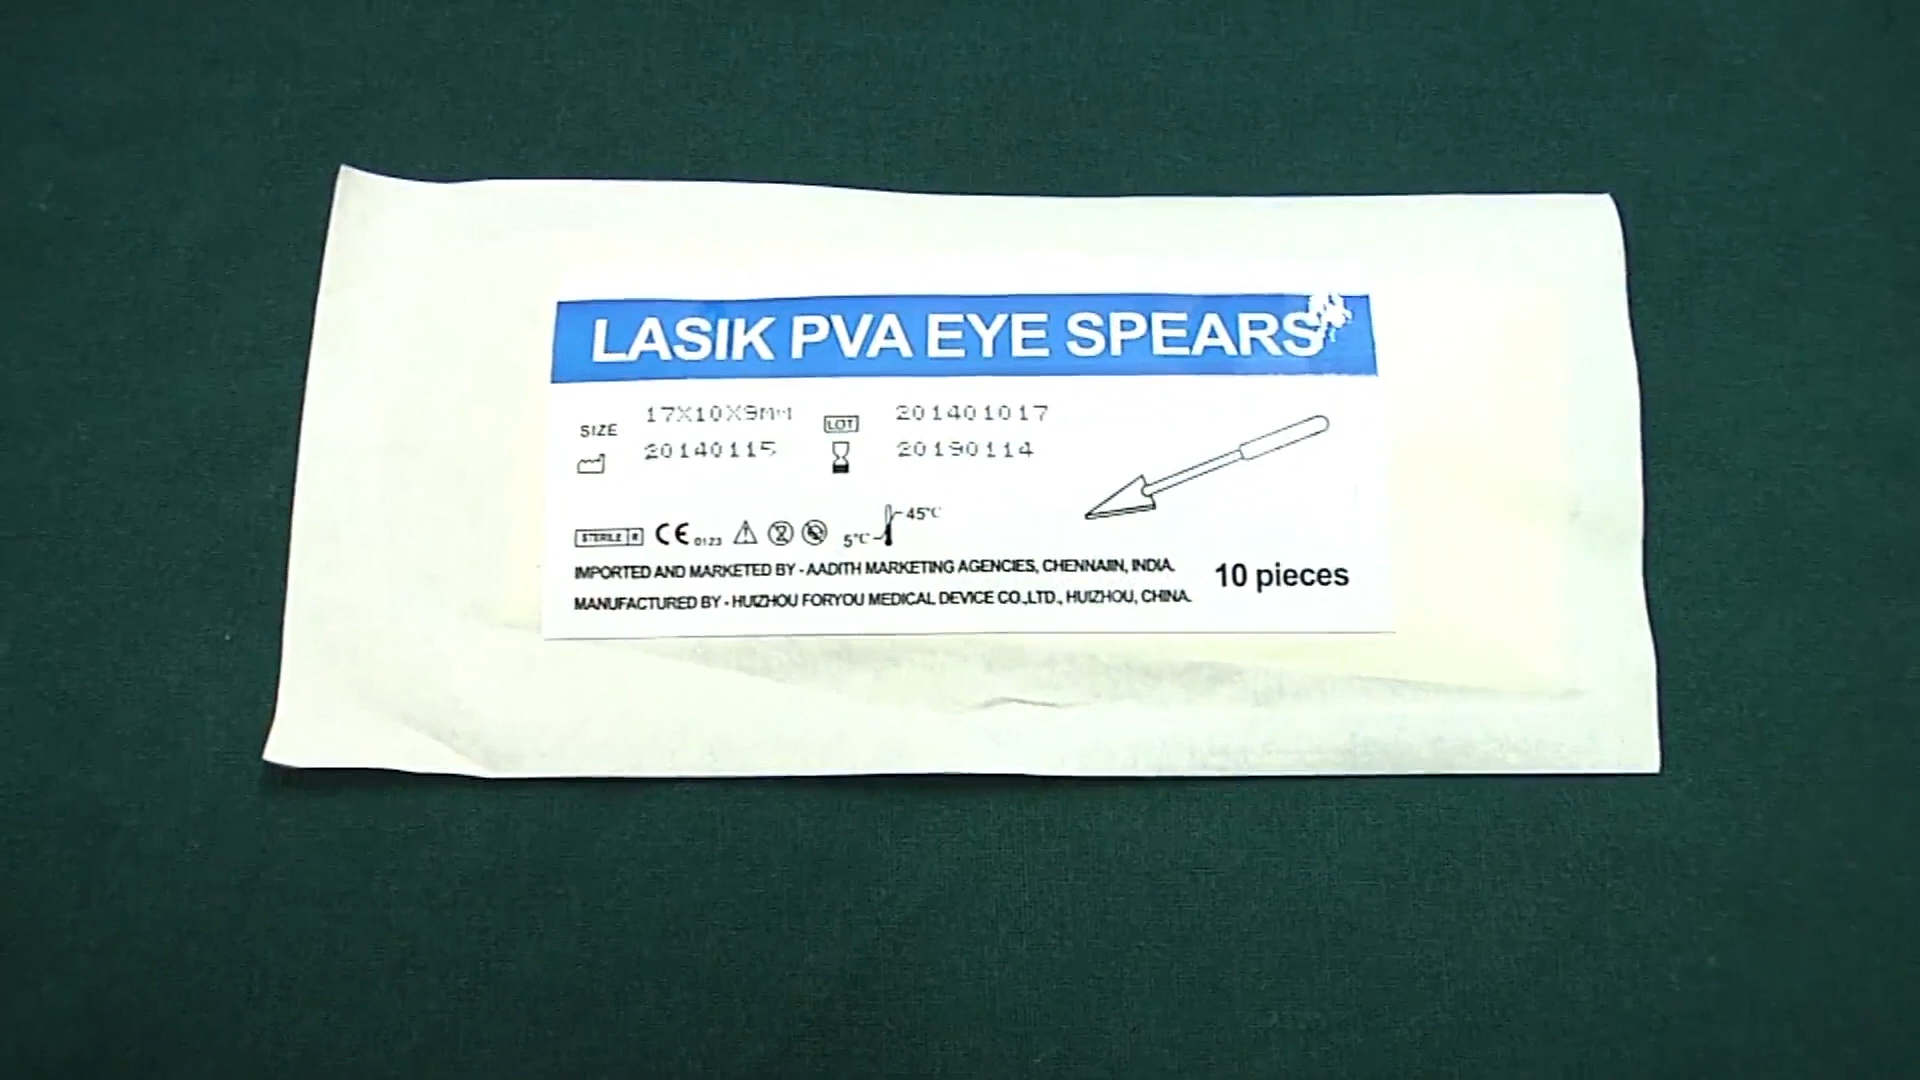 LASIK PVA EYE SPEARS
SIZE 17X10X9MM LOT 201401017
20140115 20190114
STERILE R CE 0123 5°C 45°C
IMPORTED AND MARKETED BY - AADITH MARKETING AGENCIES, CHENNAIIN, INDIA.
MANUFACTURED BY - HUIZHOU FORYOU MEDICAL DEVICE CO.,LTD., HUIZHOU, CHINA.
10 pieces